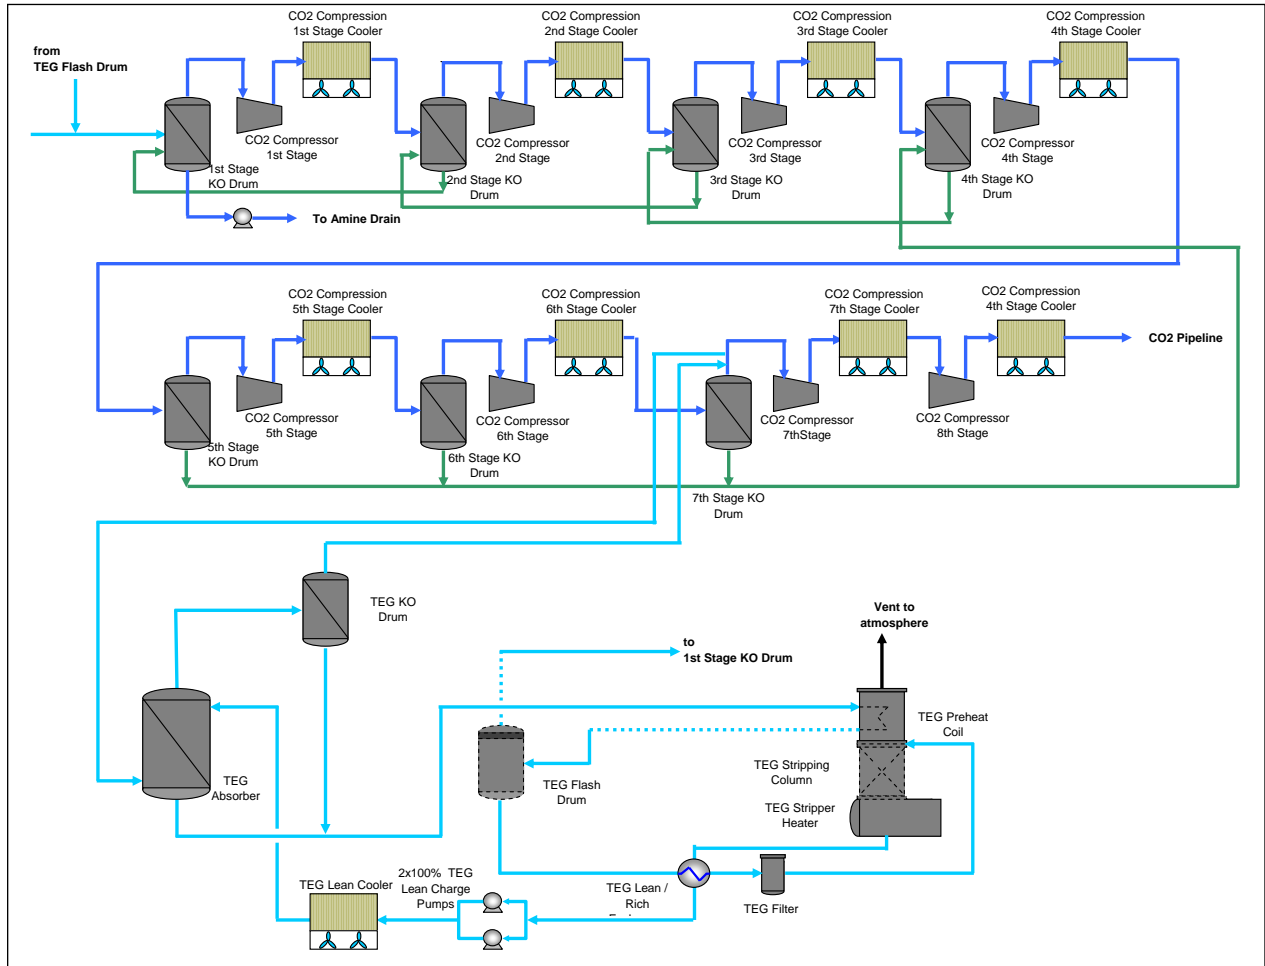 CO2 Compression
1st Stage Cooler
CO2 Compression
2nd Stage Cooler
CO2 Compression
3rd Stage Cooler
CO2 Compression
4th Stage Cooler
from
TEG Flash Drum
CO2 Compressor
1st Stage
CO2 Compressor
2nd Stage
CO2 Compressor
3rd Stage
CO2 Compressor
4th Stage
1st Stage
KO Drum
2nd Stage KO
Drum
3rd Stage KO
Drum
4th Stage KO
Drum
To Amine Drain
CO2 Compression
5th Stage Cooler
CO2 Compression
6th Stage Cooler
CO2 Compression
7th Stage Cooler
CO2 Compression
4th Stage Cooler
CO2 Pipeline
CO2 Compressor
5th Stage
CO2 Compressor
6th Stage
CO2 Compressor
7thStage
CO2 Compressor
8th Stage
5th Stage
KO Drum
6th Stage KO
Drum
7th Stage KO
Drum
TEG KO
Drum
Vent to
atmosphere
to
1st Stage KO Drum
TEG Preheat
Coil
TEG Stripping
Column
TEG
Absorber
TEG Flash
Drum
TEG Stripper
Heater
TEG Lean Cooler
2x100% TEG
Lean Charge
Pumps
TEG Lean /
Rich
TEG Filter